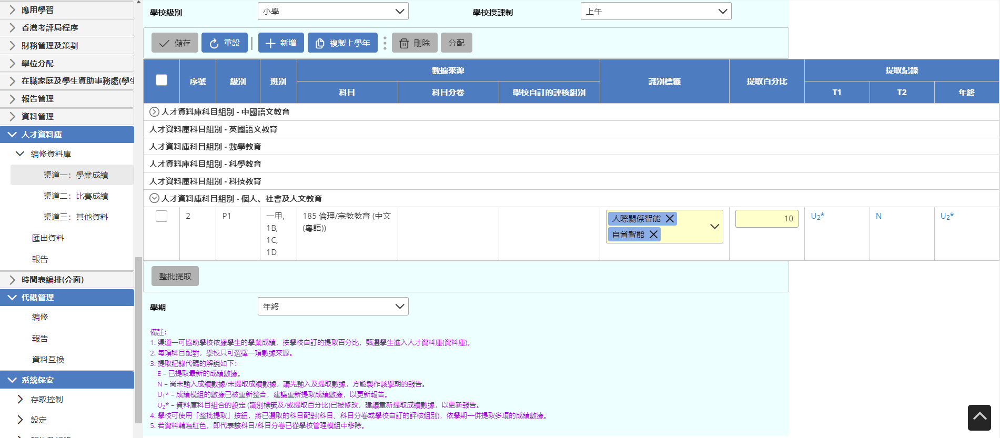 應用學習
香港考評局程序
財務管理及策劃
學位分配
在職家庭及學生資助事務處(學生
報告管理
資料管理
人才資料庫
編修資料庫
渠道一：學業成績
渠道二：比賽成績
渠道三：其他資料
匯出資料
報告
時間表編排(介面)
代碼管理
編修
報告
資料互換
系統保安
存取控制
設定
學校級別 小學 學校授課制 上午
儲存 重設 新增 複製上學年 刪除 分配
序號 級別 班別 數據來源 識別標籤 提取百分比 提取紀錄
科目 科目分卷 學校自訂的評核組別 T1 T2 年終
人才資料庫科目組別 - 中國語文教育
人才資料庫科目組別 - 英國語文教育
人才資料庫科目組別 - 數學教育
人才資料庫科目組別 - 科學教育
人才資料庫科目組別 - 科技教育
人才資料庫科目組別 - 個人、社會及人文教育
2 P1 一甲, 185 倫理/宗教教育 (中文 人際關係智能 10 U2* N U2*
1B, (粵語))
自省智能
1C,
1D
整批提取
學期 年終
備註：
1. 渠道一可協助學校依據學生的學業成績，按學校自訂的提取百分比，甄選學生進入人才資料庫(資料庫)。
2. 每項科目配對，學校只可選擇一項數據來源。
3. 提取紀錄代碼的解說如下：
E – 已提取最新的成績數據。
N – 尚未輸入成績數據/未提取成績數據，請先輸入及提取數據，方能製作該學期的報告。
U1* – 成績模組的數據已被重新整合，建議重新提取成績數據，以更新報告。
U2* – 資料庫科目組合的設定 (識別標籤及/或提取百分比)已被修改，建議重新提取成績數據，以更新報告。
4. 學校可使用「整批提取」按鈕，將已選取的科目配對(科目、科目分卷或學校自訂的評核組別)，依學期一併提取多項的成績數據。
5. 若資料轉為紅色，即代表該科目/科目分卷已從學校管理模組中移除。